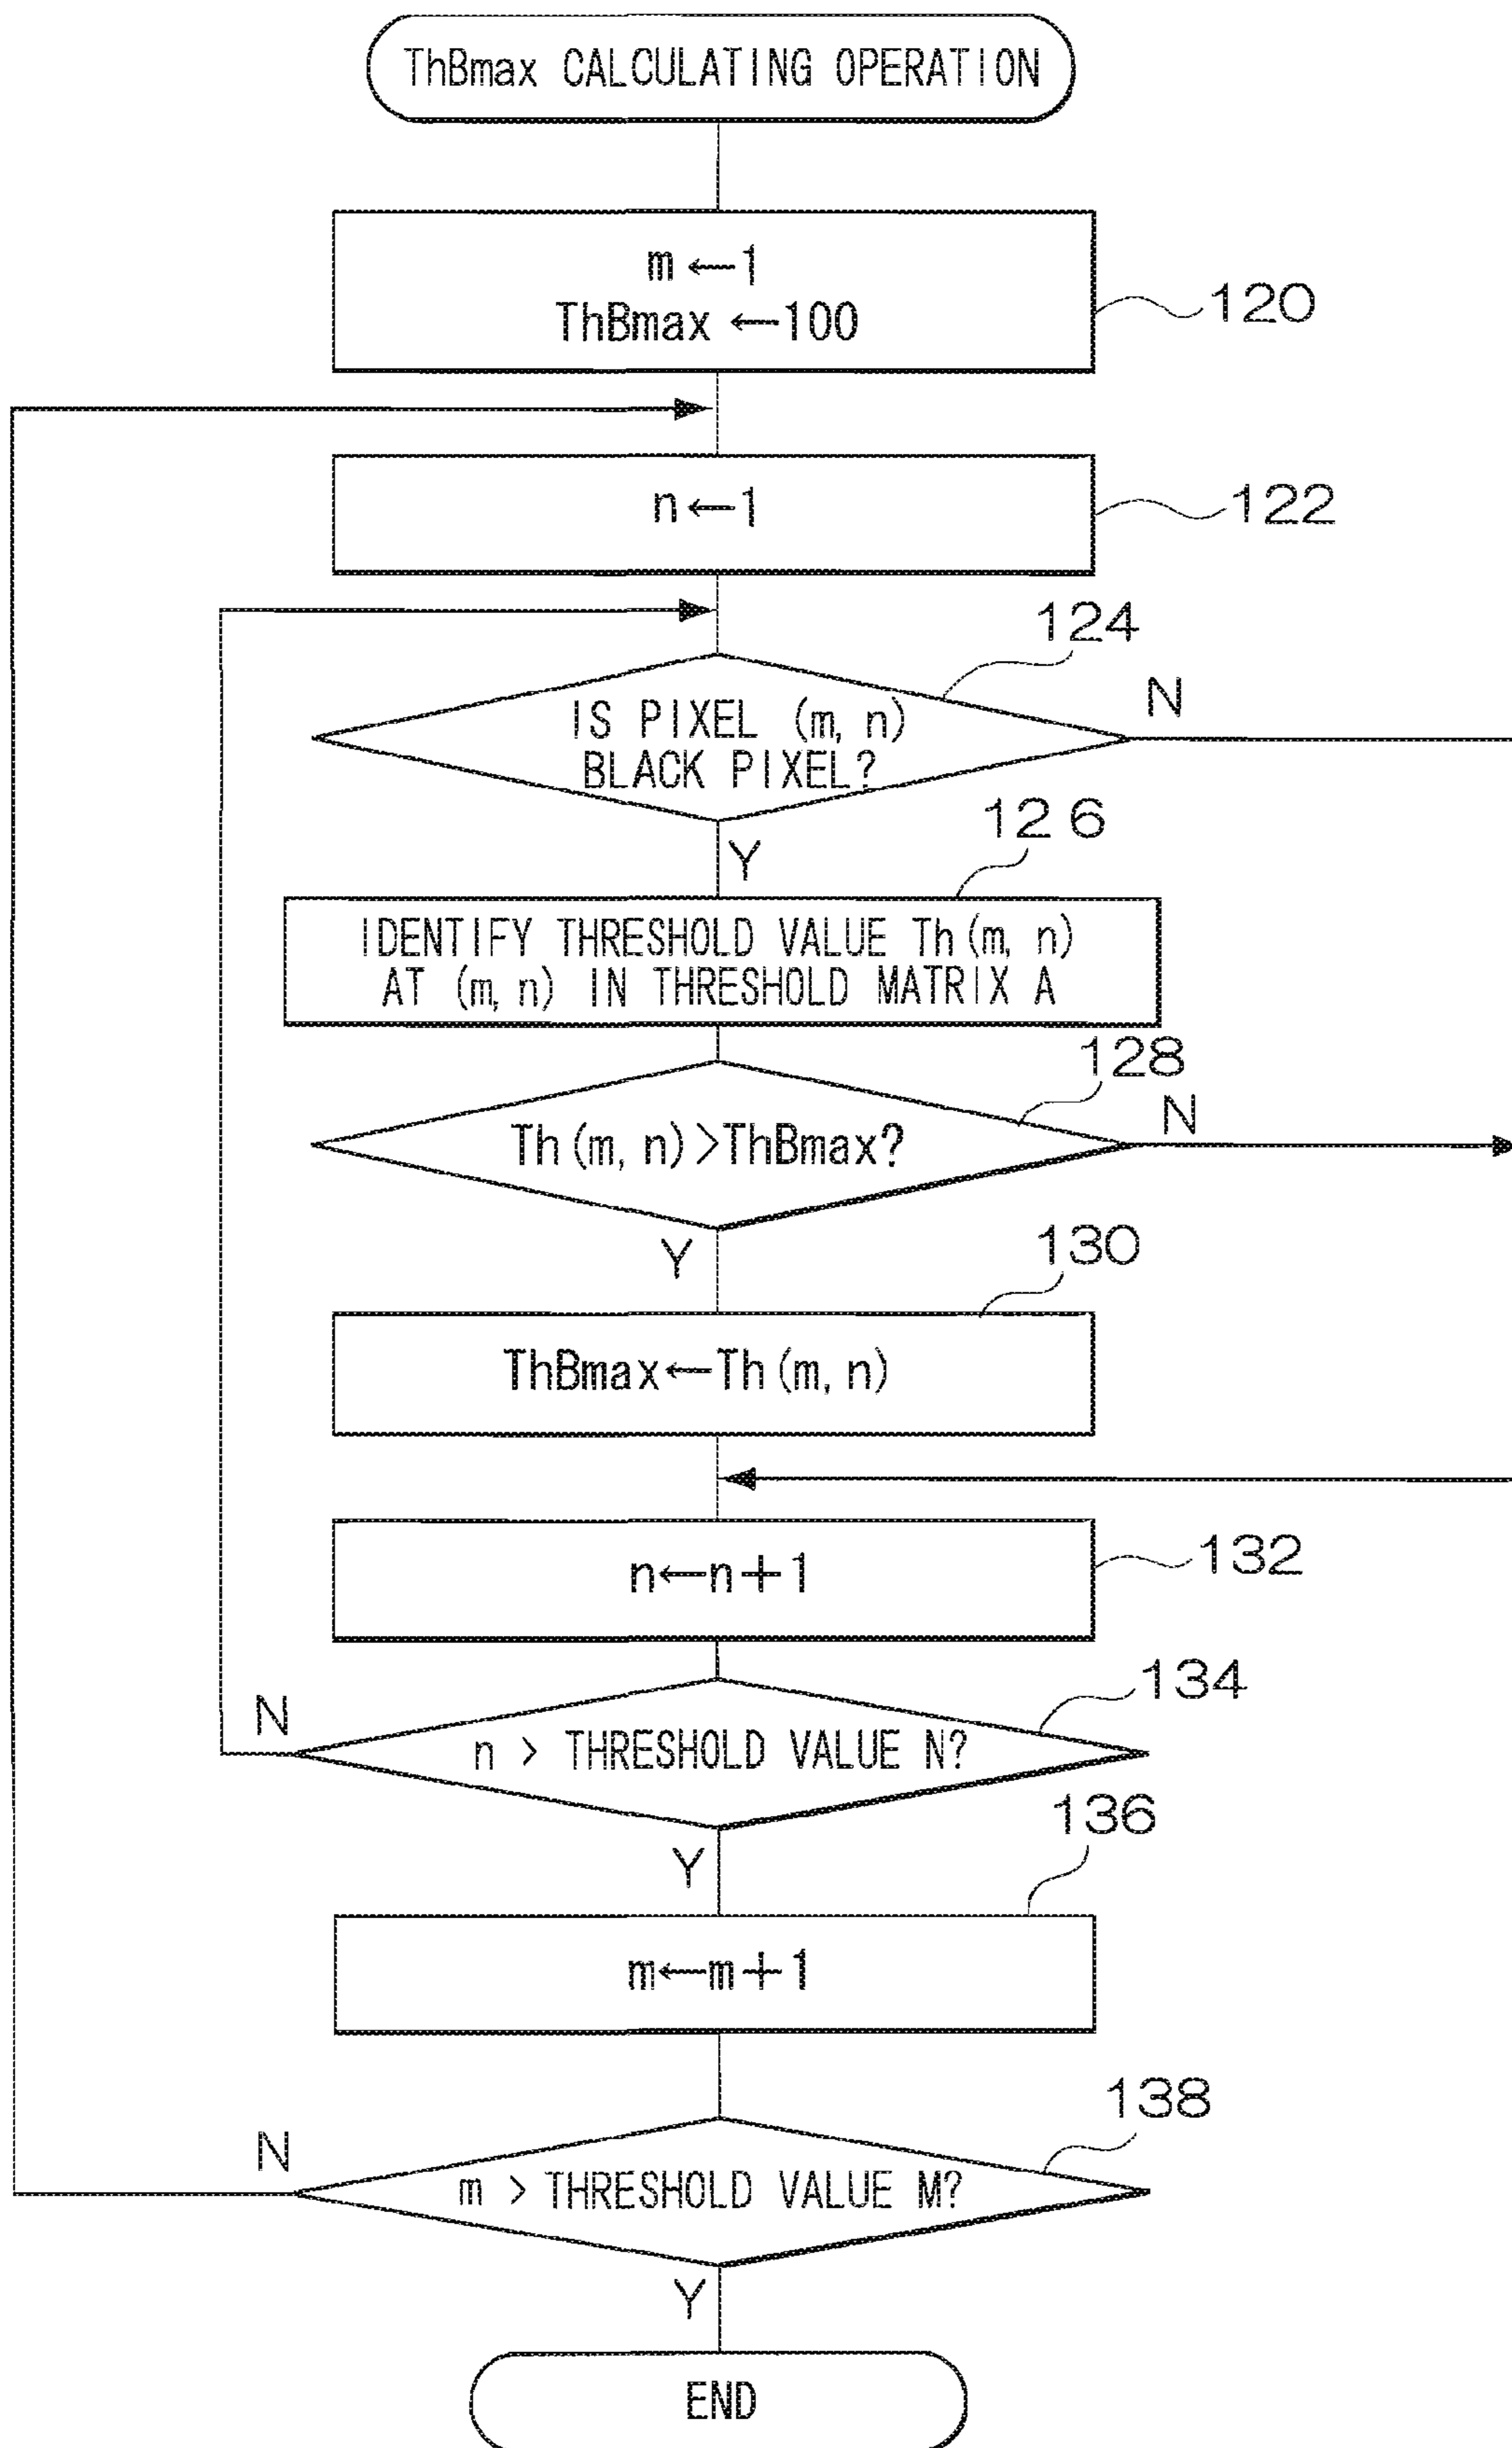 ThBmax CALCULATING OPERATION
m←1
ThBmax←100
120
n←1
122
124
IS PIXEL (m, n)
BLACK PIXEL?
N
Y
126
IDENTIFY THRESHOLD VALUE Th(m, n)
AT (m, n) IN THRESHOLD MATRIX A
128
Th(m, n)>ThBmax?
N
Y
130
ThBmax←Th(m, n)
n←n+1
132
134
N
n > THRESHOLD VALUE N?
Y
136
m←m+1
138
N
m > THRESHOLD VALUE M?
Y
END